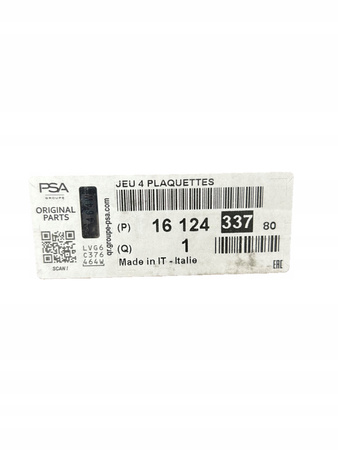 PSA
GROUPE
ORIGINAL
PARTS
SCAN !
LVG6
C376
464W
qr.groupe-psa.com
JEU 4 PLAQUETTES
(P) 16 124 337 80
(Q) 1
Made in IT - Italie
EAC